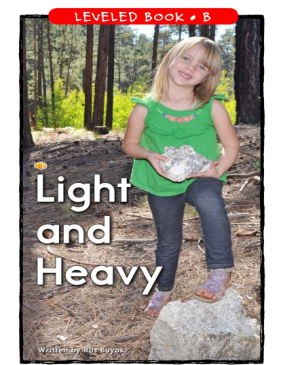 LEVELED BOOK • B
Light
and
Heavy
Written by Rus Buyok